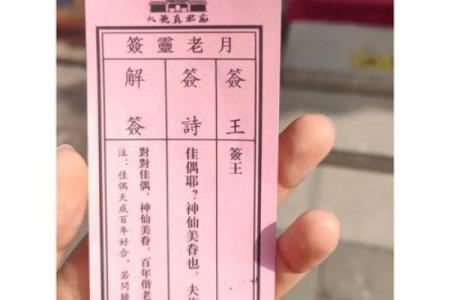 籤靈老月
籤王
籤詩
解籤
籤王
佳偶耶?神仙美眷也。夫
對對佳偶,神仙美眷,百年偕老
注:佳偶天成百年好合,若問